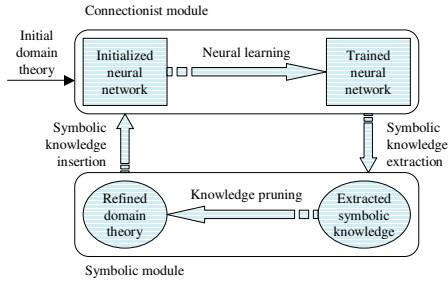 Connectionist module
Initial
domain
theory
Initialized
neural
network
Neural learning
Trained
neural
network
Symbolic
knowledge
insertion
Symbolic
knowledge
extraction
Refined
domain
theory
Knowledge pruning
Extracted
symbolic
knowledge
Symbolic module